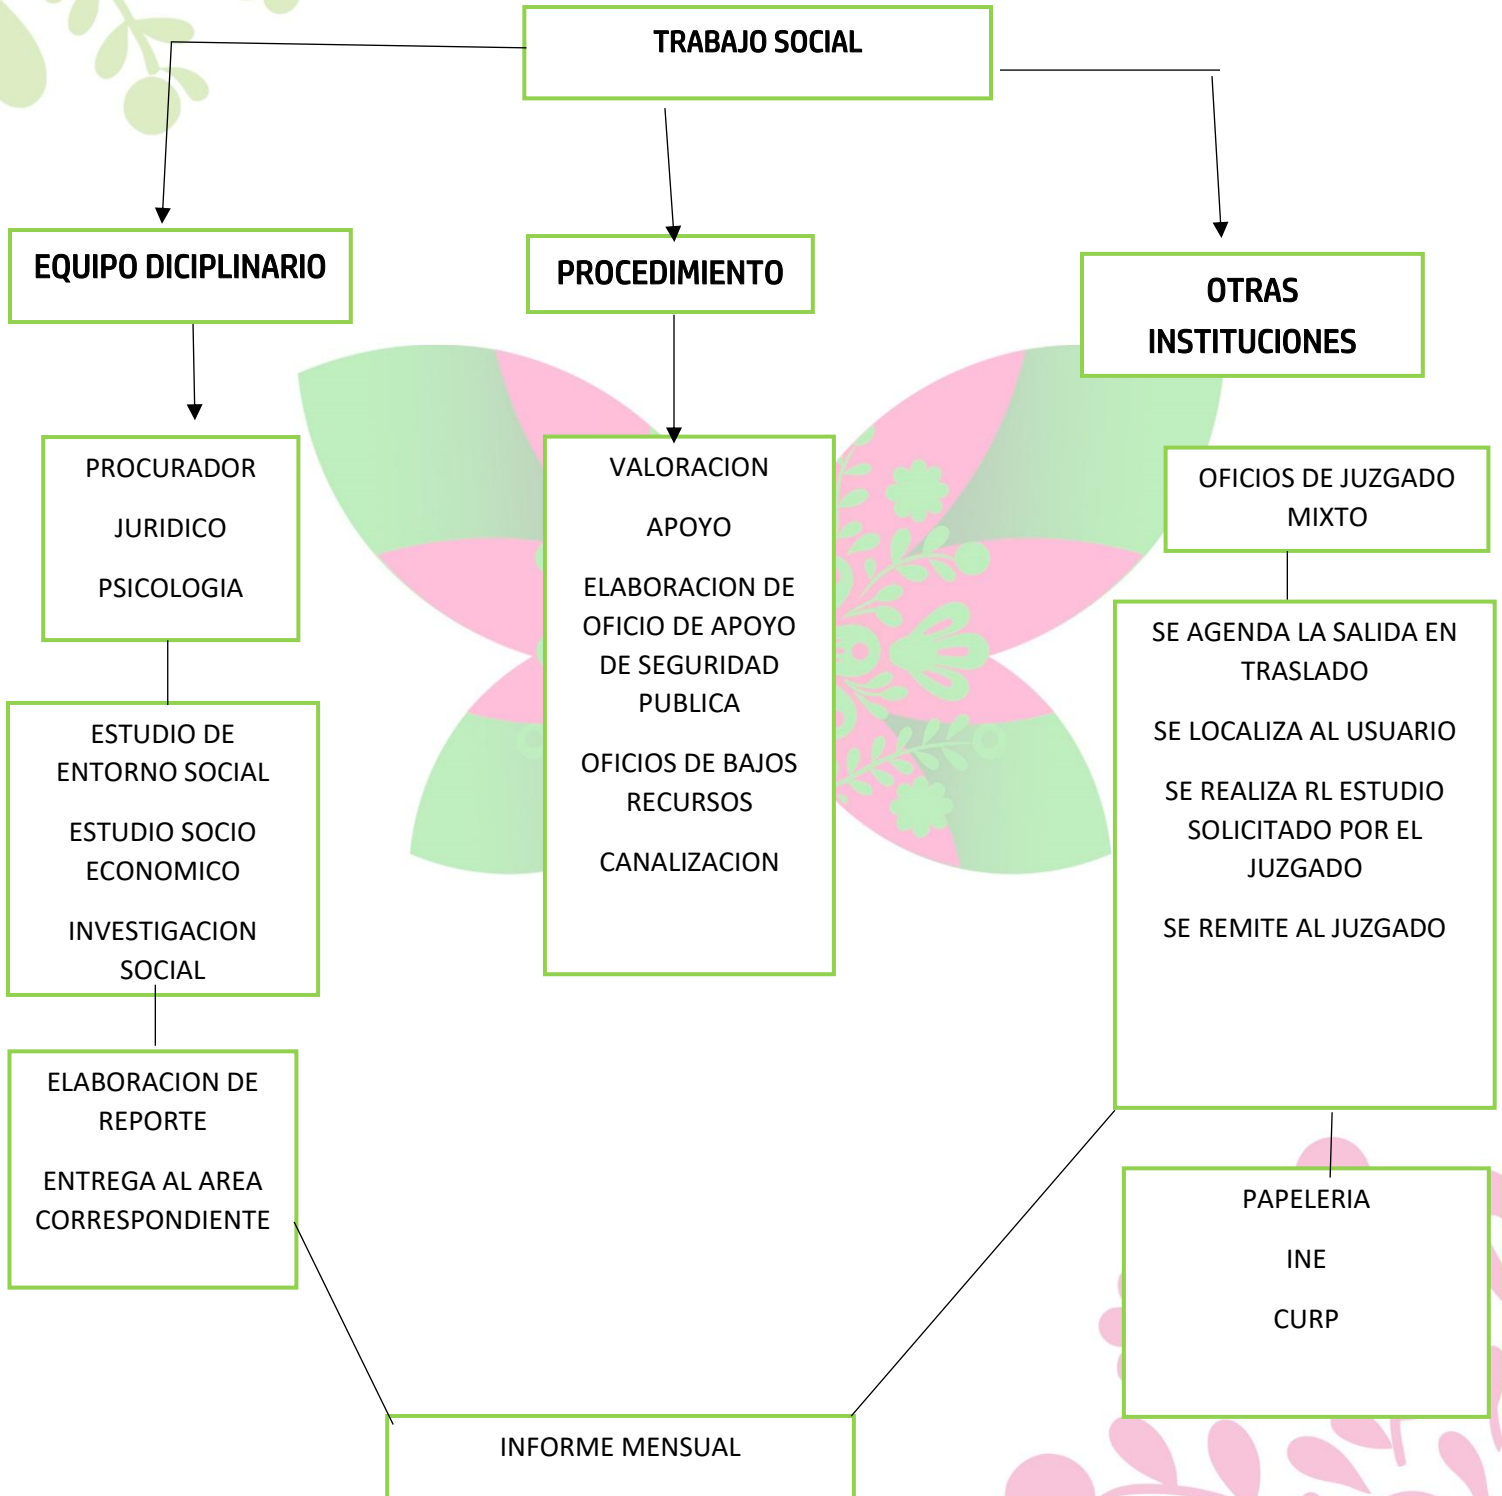 TRABAJO SOCIAL
EQUIPO DICIPLINARIO
PROCEDIMIENTO
OTRAS
INSTITUCIONES
PROCURADOR
JURIDICO
PSICOLOGIA
ESTUDIO DE
ENTORNO SOCIAL
ESTUDIO SOCIO
ECONOMICO
INVESTIGACION
SOCIAL
ELABORACION DE
REPORTE
ENTREGA AL AREA
CORRESPONDIENTE
VALORACION
APOYO
ELABORACION DE
OFICIO DE APOYO
DE SEGURIDAD
PUBLICA
OFICIOS DE BAJOS
RECURSOS
CANALIZACION
OFICIOS DE JUZGADO
MIXTO
SE AGENDA LA SALIDA EN
TRASLADO
SE LOCALIZA AL USUARIO
SE REALIZA RL ESTUDIO
SOLICITADO POR EL
JUZGADO
SE REMITE AL JUZGADO
PAPELERIA
INE
CURP
INFORME MENSUAL